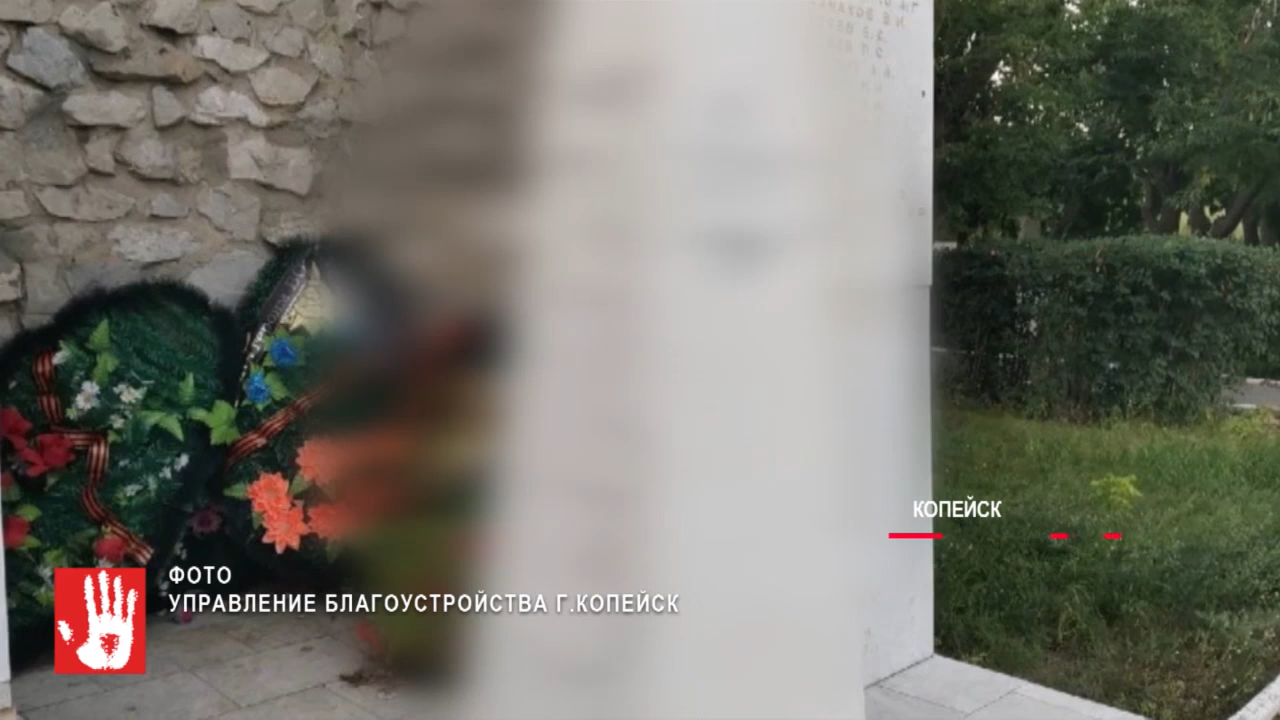 КОПЕЙСК
ФОТО
УПРАВЛЕНИЕ БЛАГОУСТРОЙСТВА Г.КОПЕЙСК